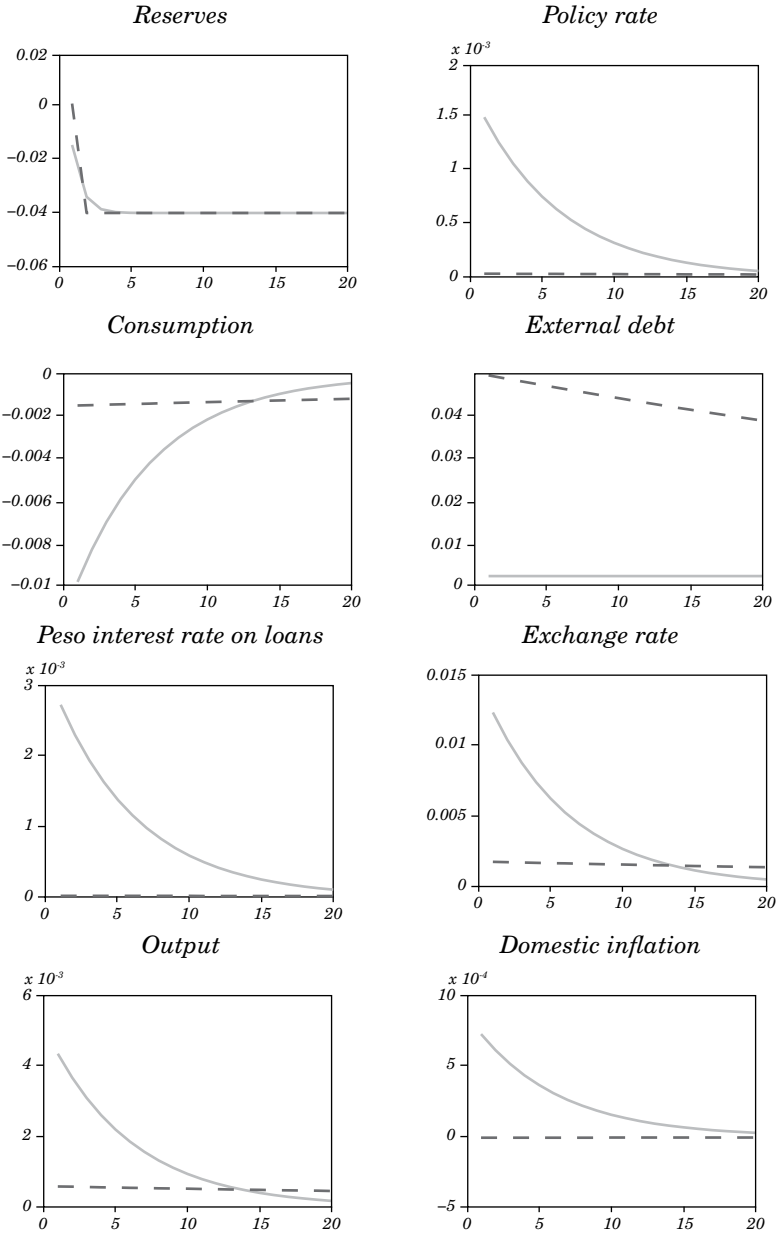 Reserves
0.02
0
–0.02
–0.04
–0.06
0 5 10 15 20
Policy rate
x 10-3
2
1.5
1
0.5
0
0 5 10 15 20
Consumption
0
–0.002
–0.004
–0.006
–0.008
–0.01
0 5 10 15 20
External debt
0.04
0.03
0.02
0.01
0
0 5 10 15 20
Peso interest rate on loans
x 10-3
3
2
1
0
0 5 10 15 20
Exchange rate
0.015
0.01
0.005
0
0 5 10 15 20
Output
x 10-3
6
4
2
0
0 5 10 15 20
Domestic inflation
x 10-4
10
5
0
–5
0 5 10 15 20